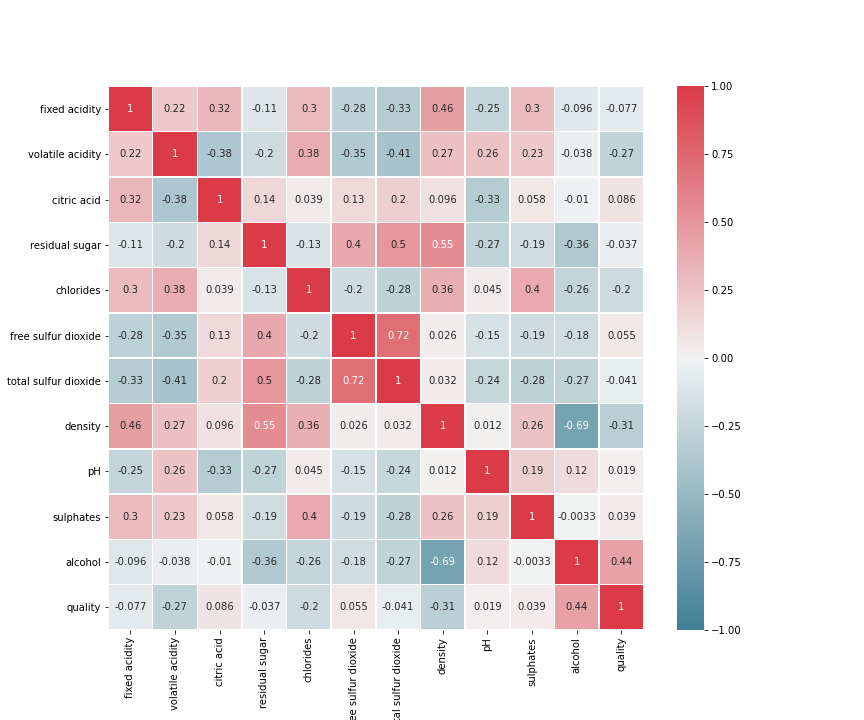 fixed acidity 1 0.22 0.32 -0.11 0.3 -0.28 -0.33 0.46 -0.25 0.3 -0.096 -0.077
volatile acidity 0.22 1 -0.38 -0.2 0.38 -0.35 -0.41 0.27 0.26 0.23 -0.038 -0.27
citric acid 0.32 -0.38 1 0.14 0.039 0.13 0.2 0.096 -0.33 0.058 -0.01 0.086
residual sugar -0.11 -0.2 0.14 1 -0.13 0.4 0.5 0.55 -0.27 -0.19 -0.36 -0.037
chlorides 0.3 0.38 0.039 -0.13 1 -0.2 -0.28 0.36 0.045 0.4 -0.26 -0.2
free sulfur dioxide -0.28 -0.35 0.13 0.4 -0.2 1 0.72 0.026 -0.15 -0.19 -0.18 0.055
total sulfur dioxide -0.33 -0.41 0.2 0.5 -0.28 0.72 1 0.032 -0.24 -0.28 -0.27 -0.041
density 0.46 0.27 0.096 0.55 0.36 0.026 0.032 1 0.012 0.26 -0.69 -0.31
pH -0.25 0.26 -0.33 -0.27 0.045 -0.15 -0.24 0.012 1 0.19 0.12 0.019
sulphates 0.3 0.23 0.058 -0.19 0.4 -0.19 -0.28 0.26 0.19 1 -0.0033 0.039
alcohol -0.096 -0.038 -0.01 -0.36 -0.26 -0.18 -0.27 -0.69 0.12 -0.0033 1 0.44
quality -0.077 -0.27 0.086 -0.037 -0.2 0.055 -0.041 -0.31 0.019 0.039 0.44 1
fixed acidity
volatile acidity
citric acid
residual sugar
chlorides
ee sulfur dioxide
tal sulfur dioxide
density
pH
sulphates
alcohol
quality
1.00
0.75
0.50
0.25
0.00
−0.25
−0.50
−0.75
−1.00